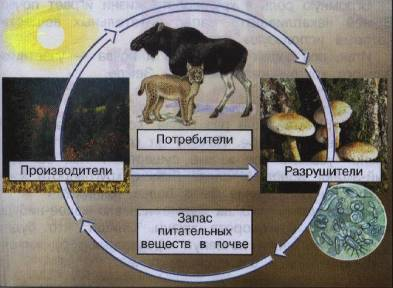 Потребители
Производители
Разрушители
Запас
питательных
веществ в почве